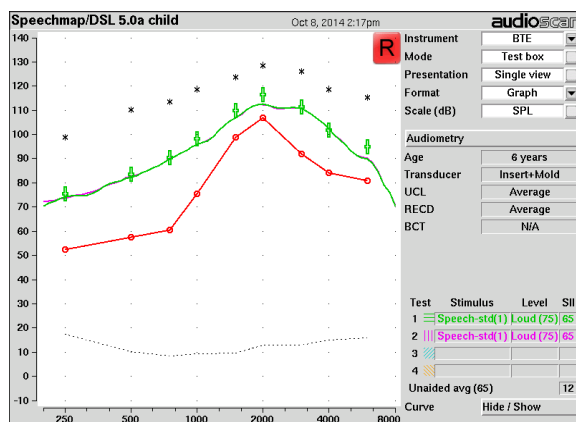 Speechmap/DSL 5.0a child Oct 8, 2014 2:17pm audioscan
R
140
130
120
110
100
90
80
70
60
50
40
30
20
10
0
-10
250 500 1000 2000 4000 8000
Instrument BTE
Mode Test box
Presentation Single view
Format Graph
Scale (dB) SPL
Audiometry
Age 6 years
Transducer Insert+Mold
UCL Average
RECD Average
BCT N/A
Test Stimulus Level SII
1 Speech-std(1) Loud (75) 65
2 Speech-std(1) Loud (75) 65
3
4
Unaided avg (65) 12
Curve Hide / Show